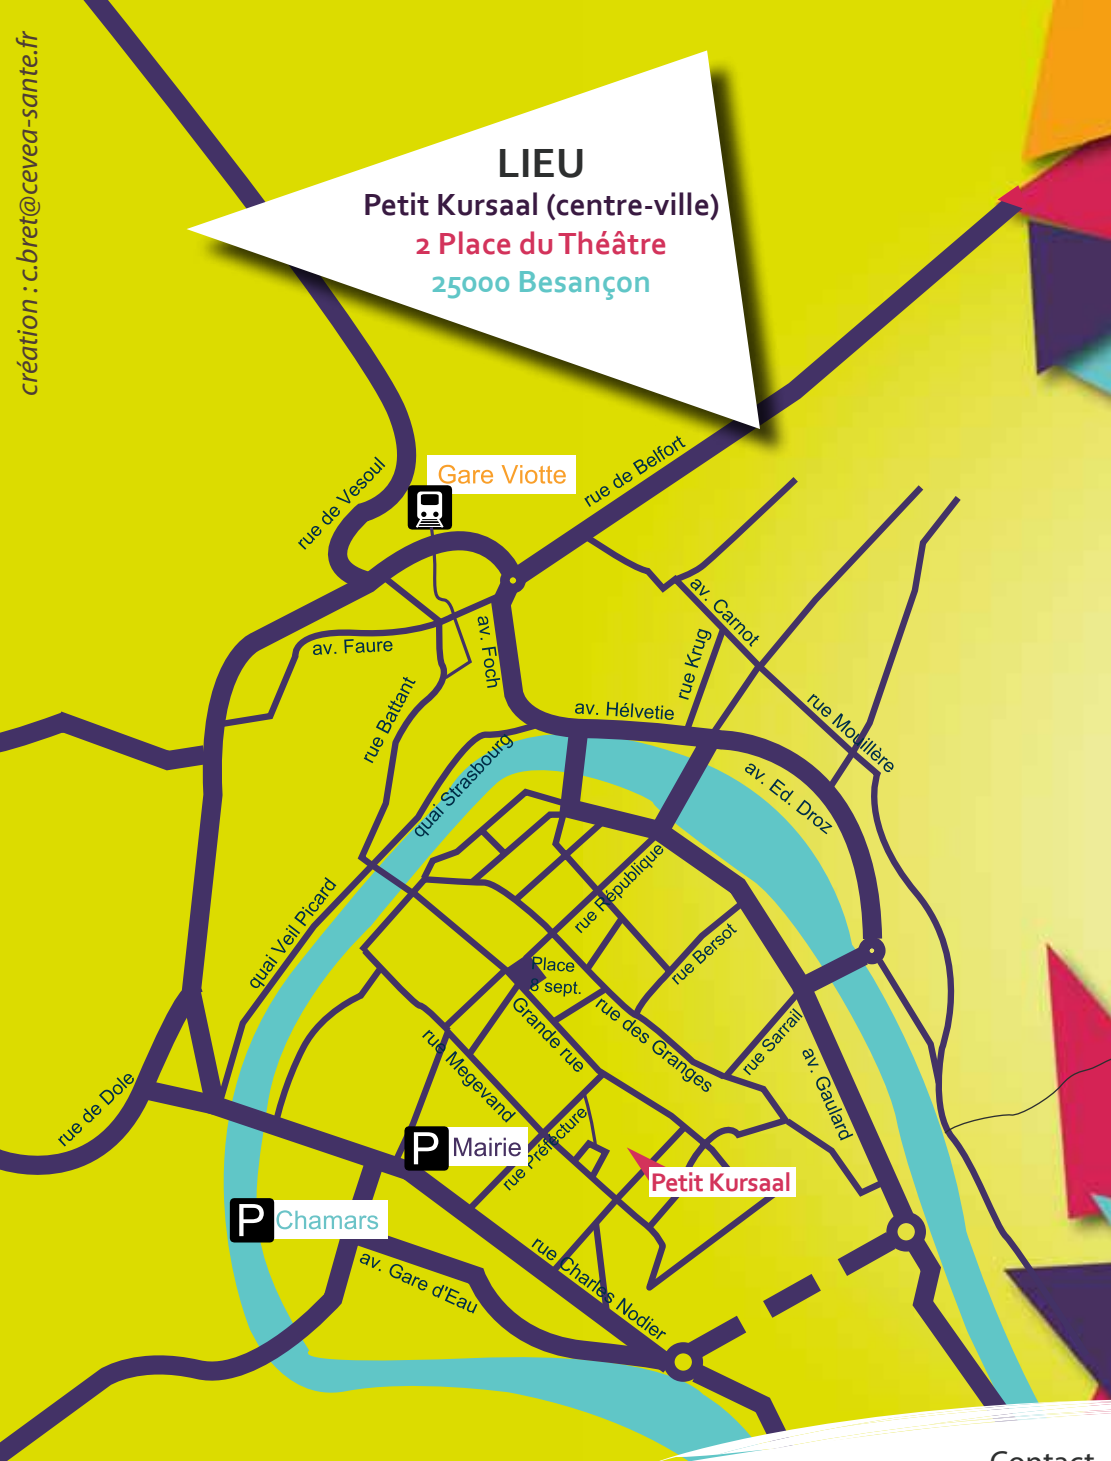 création : c.bret@cevea-sante.fr
LIEU
Petit Kursaal (centre-ville)
2 Place du Théâtre
25000 Besançon
rue de Vesoul
Gare Viotte
rue de Belfort
av. Carnot
rue Krug
av. Faure
av. Foch
rue Battant
av. Hélvetie
rue Mouillère
quai Strasbourg
av. Ed. Droz
quai Veil Picard
rue République
rue Bersot
Place
8 sept.
Grande rue
rue des Granges
rue Sarrail
av. Gaulard
rue Megevand
rue de Dole
rue Préfecture
P Mairie
Petit Kursaal
P Chamars
av. Gare d'Eau
rue Charles Nodier
Contact